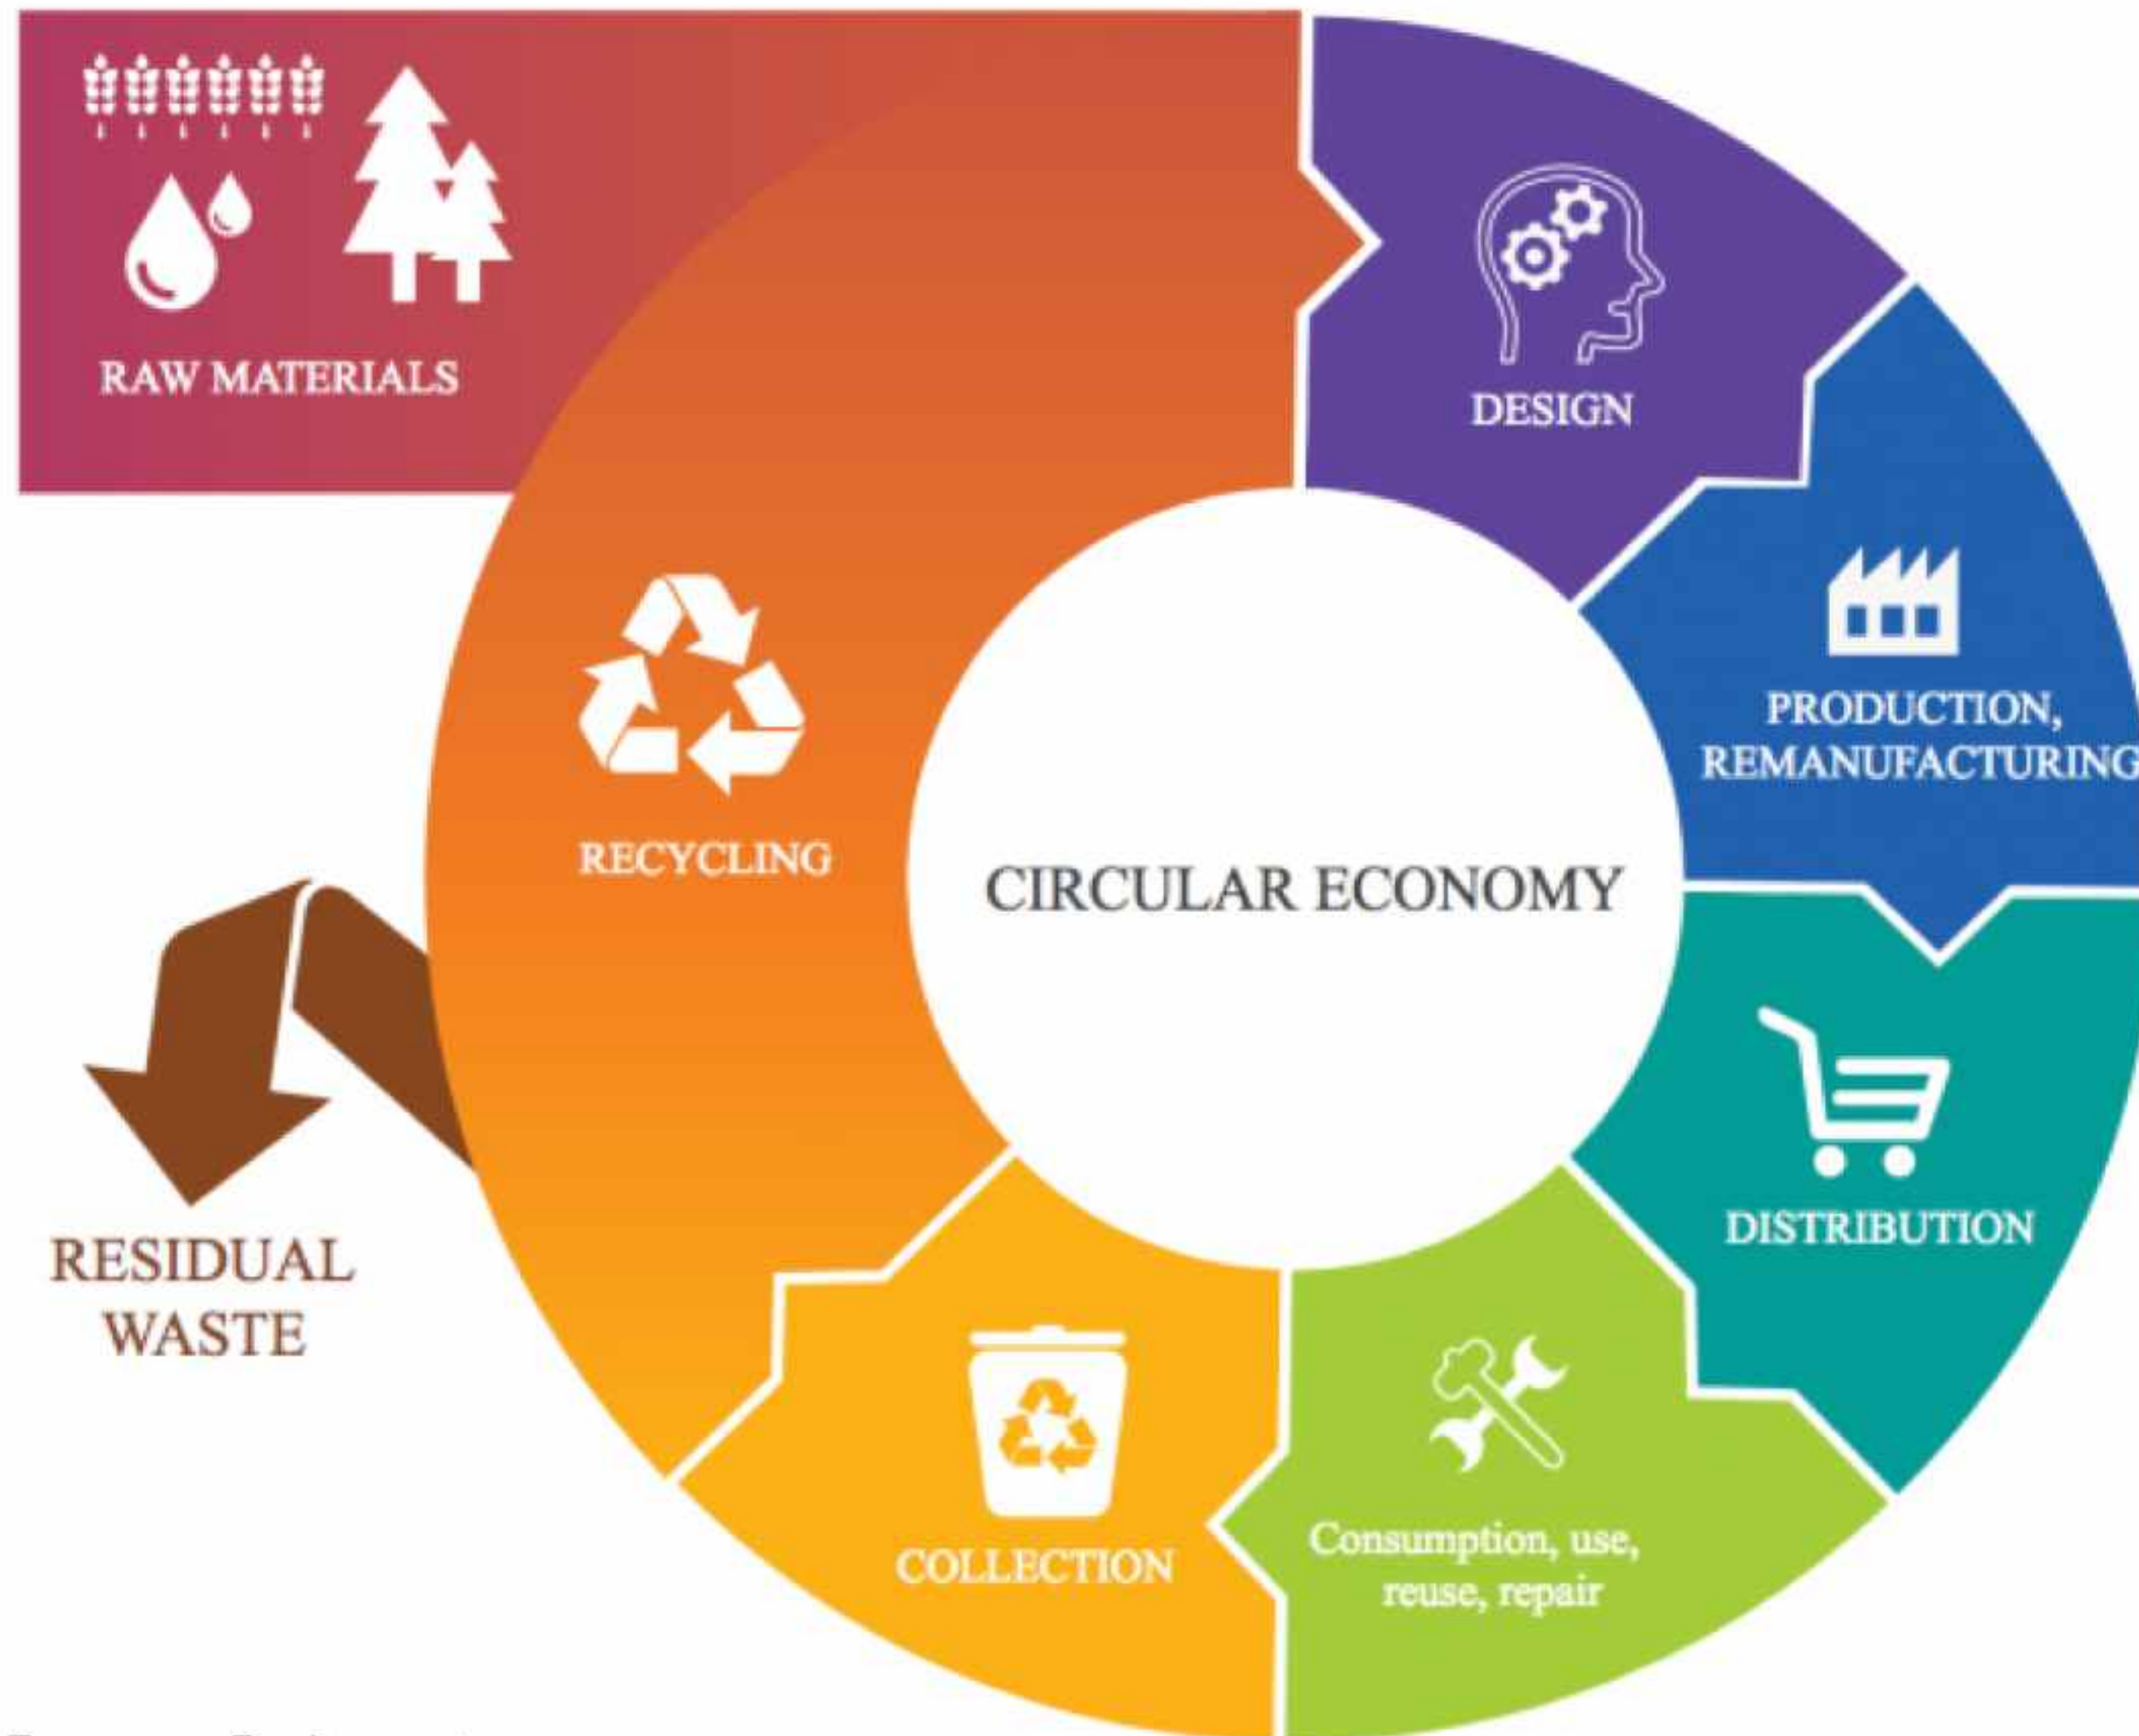 RAW MATERIALS
DESIGN
PRODUCTION,
REMANUFACTURING
RECYCLING
CIRCULAR ECONOMY
DISTRIBUTION
RESIDUAL
WASTE
COLLECTION
Consumption, use,
reuse, repair